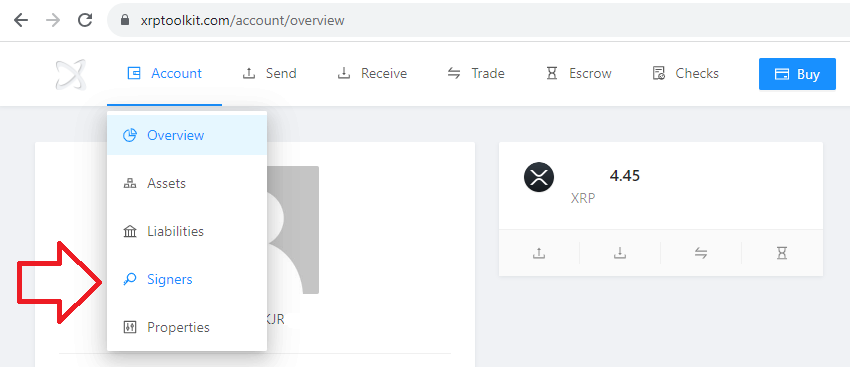 xrptoolkit.com/account/overview
Account Send Receive Trade Escrow Checks Buy
Overview
Assets
Liabilities
Signers
Properties
4.45
XRP
KJR